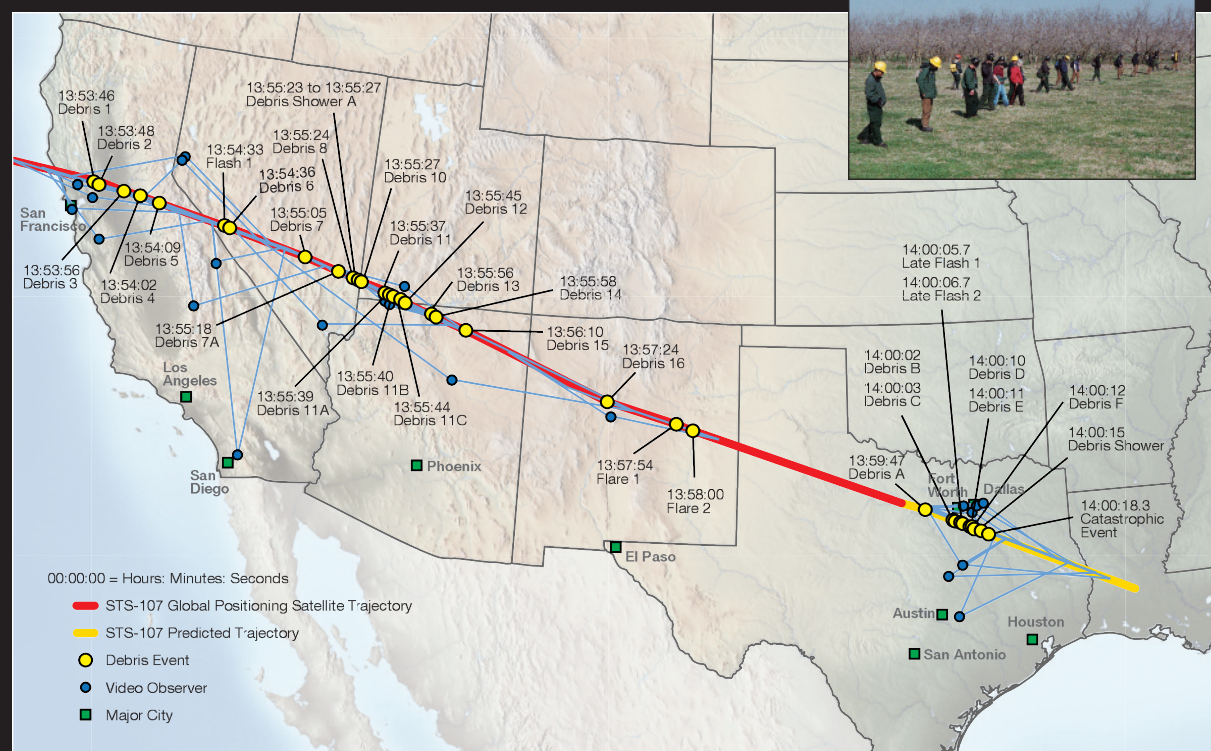 13:53:46
Debris 1
13:53:48
Debris 2
13:54:33
Flash 1
13:54:36
Debris 6
13:55:05
Debris 7
13:55:23 to 13:55:27
Debris Shower A
13:55:24
Debris 8
13:55:27
Debris 10
13:55:45
Debris 12
13:55:37
Debris 11
13:55:56
Debris 13
13:55:58
Debris 14
San
Francisco
13:53:56
Debris 3
13:54:02
Debris 4
13:54:09
Debris 5
13:55:18
Debris 7A
13:55:39
Debris 11A
13:55:40
Debris 11B
13:55:44
Debris 11C
13:56:10
Debris 15
13:57:24
Debris 16
13:57:54
Flare 1
13:58:00
Flare 2
14:00:05.7
Late Flash 1
14:00:06.7
Late Flash 2
14:00:02
Debris B
14:00:03
Debris C
14:00:10
Debris D
14:00:11
Debris E
14:00:12
Debris F
14:00:15
Debris Shower
13:59:47
Debris A
14:00:18.3
Catastrophic
Event
Los
Angeles
San
Diego
Phoenix
El Paso
Fort
Worth
Dallas
Austin
Houston
San Antonio
00:00:00 = Hours: Minutes: Seconds
STS-107 Global Positioning Satellite Trajectory
STS-107 Predicted Trajectory
Debris Event
Video Observer
Major City